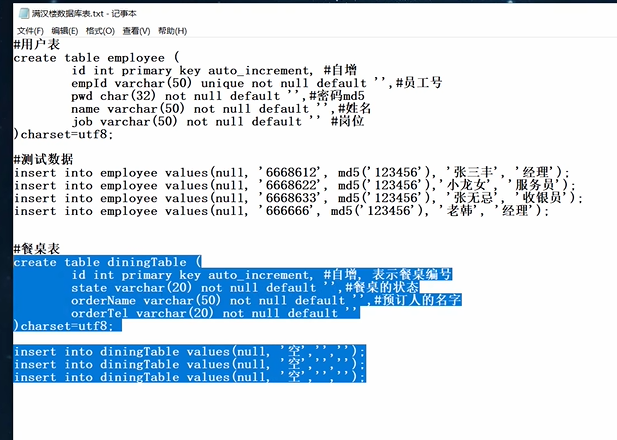 满汉楼数据库表.txt - 记事本
文件(F) 编辑(E) 格式(O) 查看(V) 帮助(H)
#用户表
create table employee (
id int primary key auto_increment, #自增
empId varchar(50) unique not null default '',#员工号
pwd char(32) not null default '',#密码md5
name varchar(50) not null default '',#姓名
job varchar(50) not null default '' #岗位
)charset=utf8;
#测试数据
insert into employee values(null, '6668612', md5('123456'), '张三丰', '经理');
insert into employee values(null, '6668622', md5('123456'),'小龙女', '服务员');
insert into employee values(null, '6668633', md5('123456'), '张无忌', '收银员');
insert into employee values(null, '666666', md5('123456'), '老韩', '经理');
#餐桌表
create table diningTable (
id int primary key auto_increment, #自增, 表示餐桌编号
state varchar(20) not null default '',#餐桌的状态
orderName varchar(50) not null default '',#预订人的名字
orderTel varchar(20) not null default ''
)charset=utf8;
insert into diningTable values(null, '空','','');
insert into diningTable values(null, '空','','');
insert into diningTable values(null, '空','','');